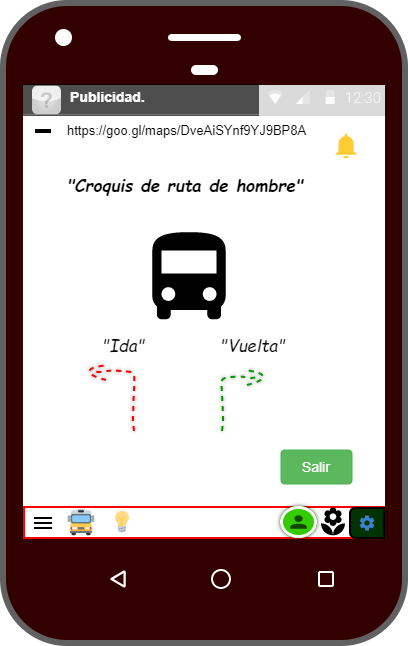 ?
Publicidad.
12:30
https://goo.gl/maps/DveAiSYnf9YJ9BP8A
"Croquis de ruta de hombre"
"Ida"
"Vuelta"
Salir